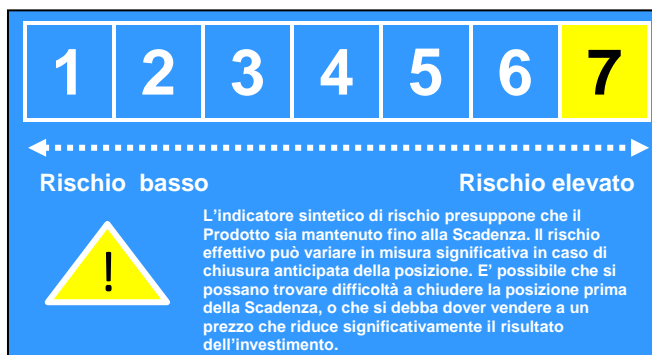 1 2 3 4 5 6 7
Rischio basso Rischio elevato
L'indicatore sintetico di rischio presuppone che il
Prodotto sia mantenuto fino alla Scadenza. Il rischio
effettivo può variare in misura significativa in caso di
chiusura anticipata della posizione. E' possibile che si
possano trovare difficoltà a chiudere la posizione prima
della Scadenza, o che si debba dover vendere a un
prezzo che riduce significativamente il risultato
dell'investimento.
!